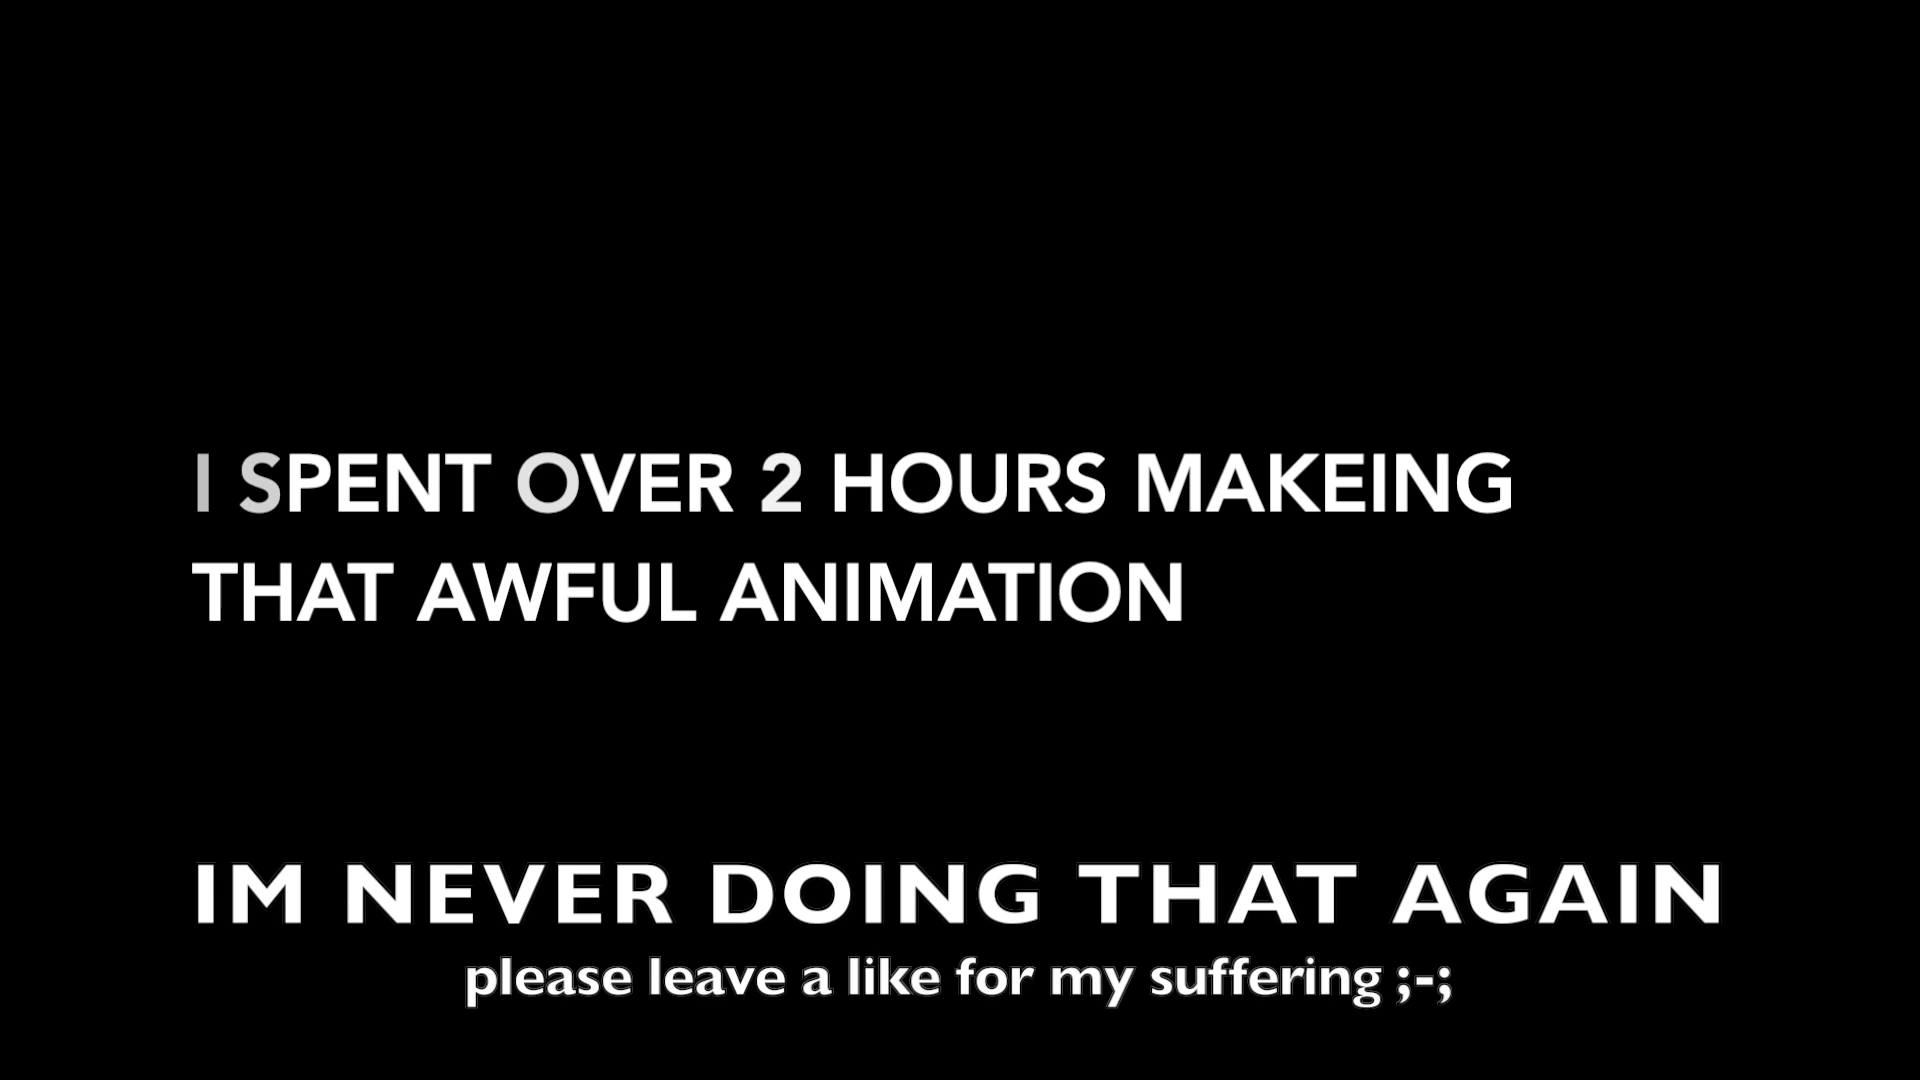 I SPENT OVER 2 HOURS MAKEING
THAT AWFUL ANIMATION
IM NEVER DOING THAT AGAIN
please leave a like for my suffering ;-;